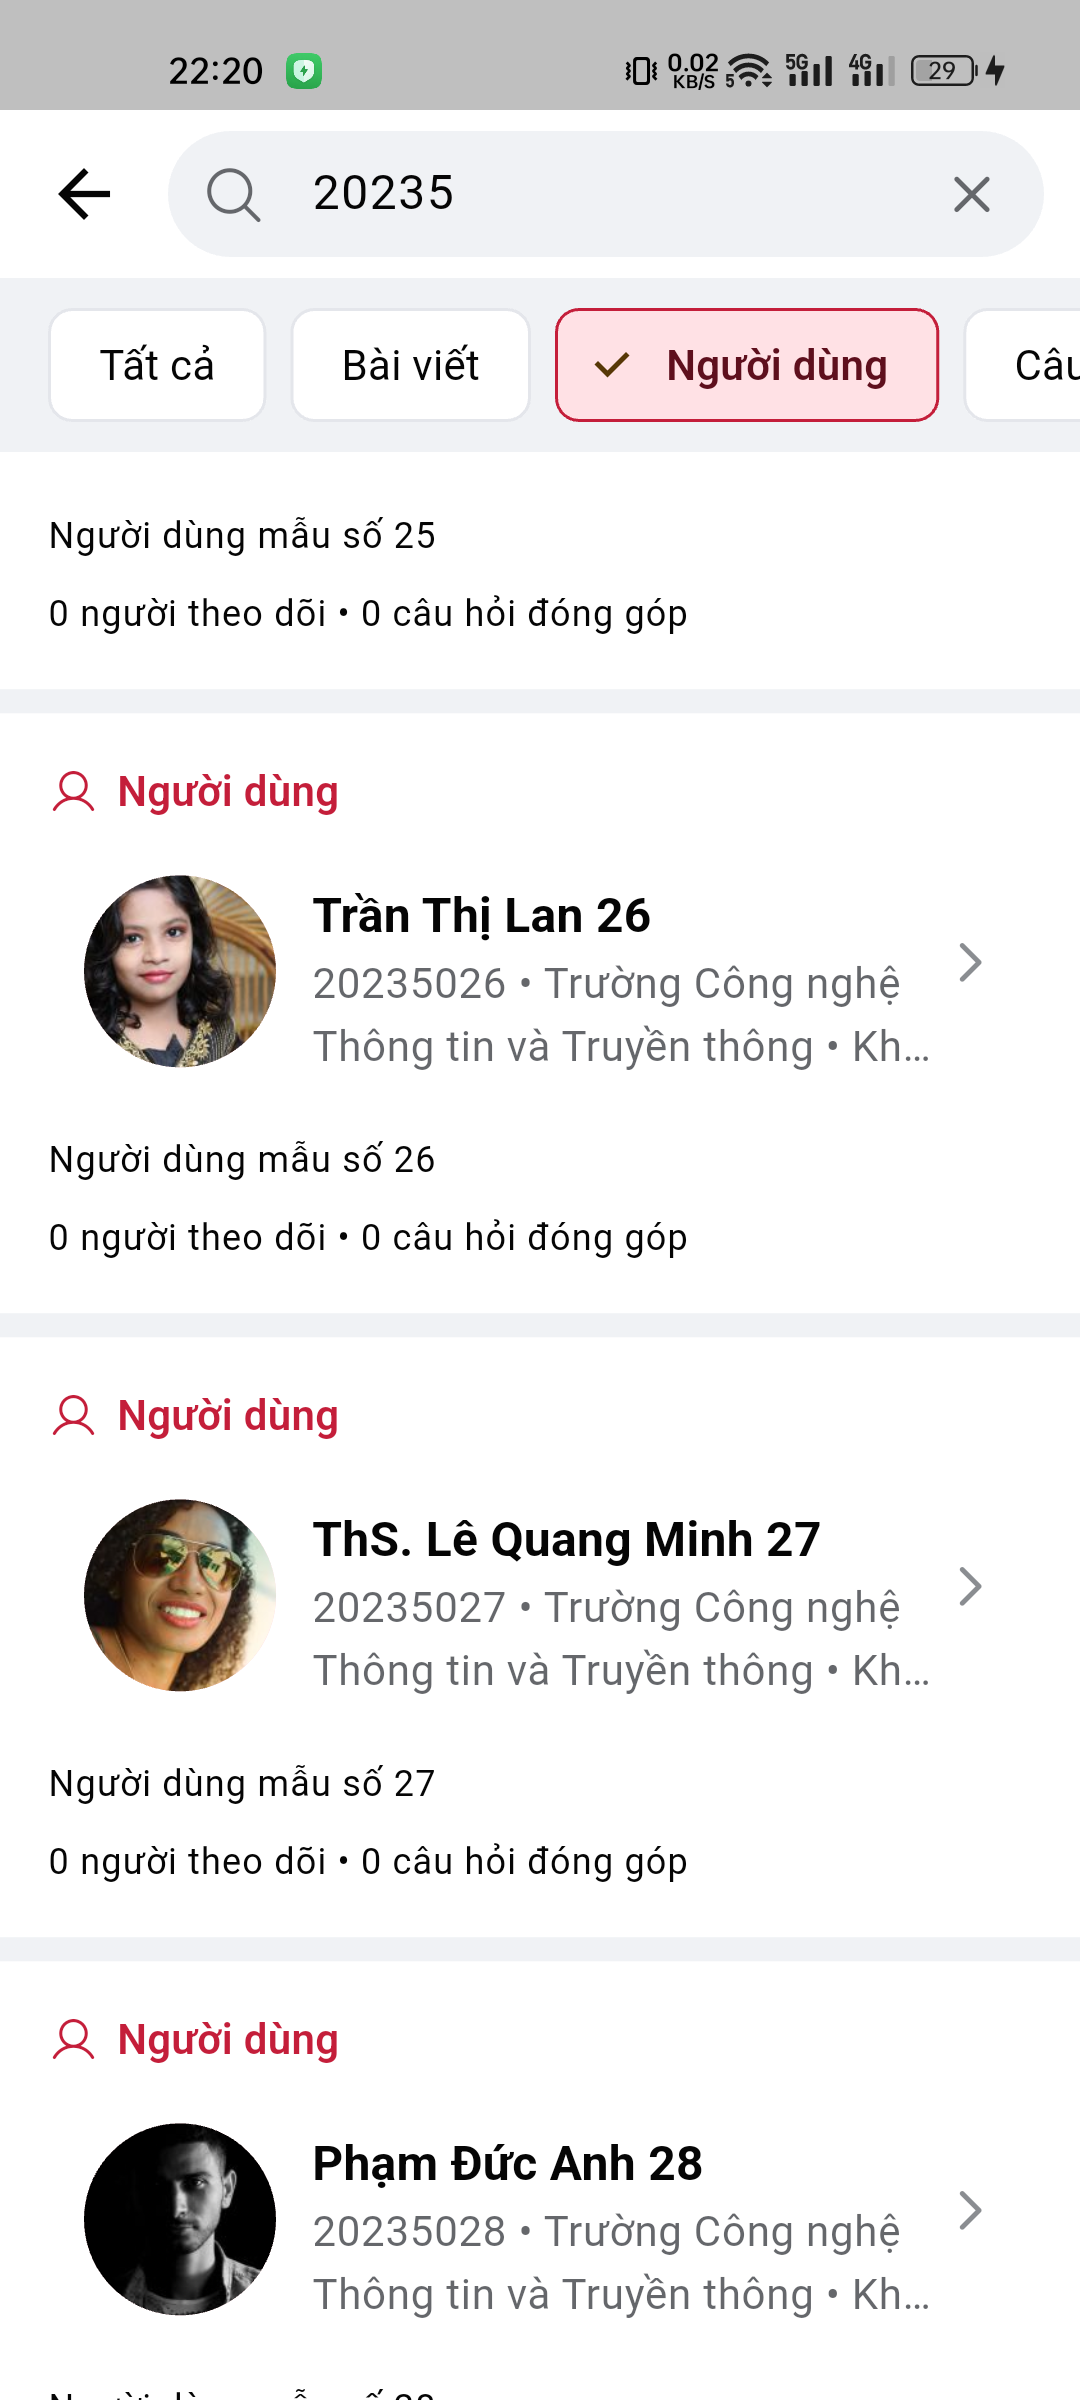 22:20
0.02
KB/S
5
5G
4G
29
20235
Tất cả
Bài viết
Người dùng
Câu
Người dùng mẫu số 25
0 người theo dõi • 0 câu hỏi đóng góp
Người dùng
Trần Thị Lan 26
20235026 • Trường Công nghệ
Thông tin và Truyền thông • Kh...
Người dùng mẫu số 26
0 người theo dõi • 0 câu hỏi đóng góp
Người dùng
ThS. Lê Quang Minh 27
20235027 • Trường Công nghệ
Thông tin và Truyền thông • Kh...
Người dùng mẫu số 27
0 người theo dõi • 0 câu hỏi đóng góp
Người dùng
Phạm Đức Anh 28
20235028 • Trường Công nghệ
Thông tin và Truyền thông • Kh...